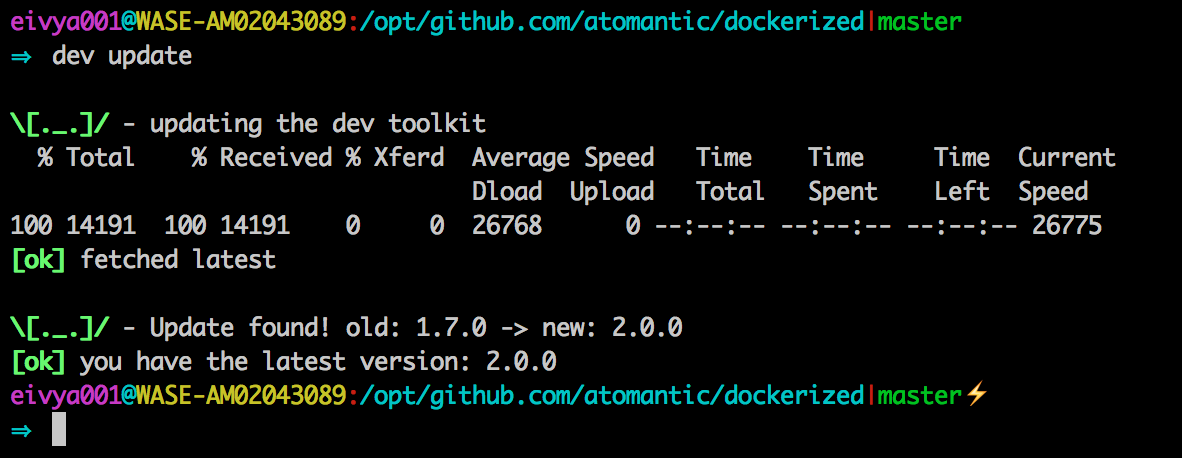 eivya001@WASE-AM02043089:/opt/github.com/atomantic/dockerized|master
⇒ dev update
\[._.]/ - updating the dev toolkit
% Total % Received % Xferd Average Speed Time Time Time Current
Dload Upload Total Spent Left Speed
100 14191 100 14191 0 0 26768 0 --:--:-- --:--:-- --:--:-- 26775
[ok] fetched latest
\[._.]/ - Update found! old: 1.7.0 -> new: 2.0.0
[ok] you have the latest version: 2.0.0
eivya001@WASE-AM02043089:/opt/github.com/atomantic/dockerized|master⚡
⇒